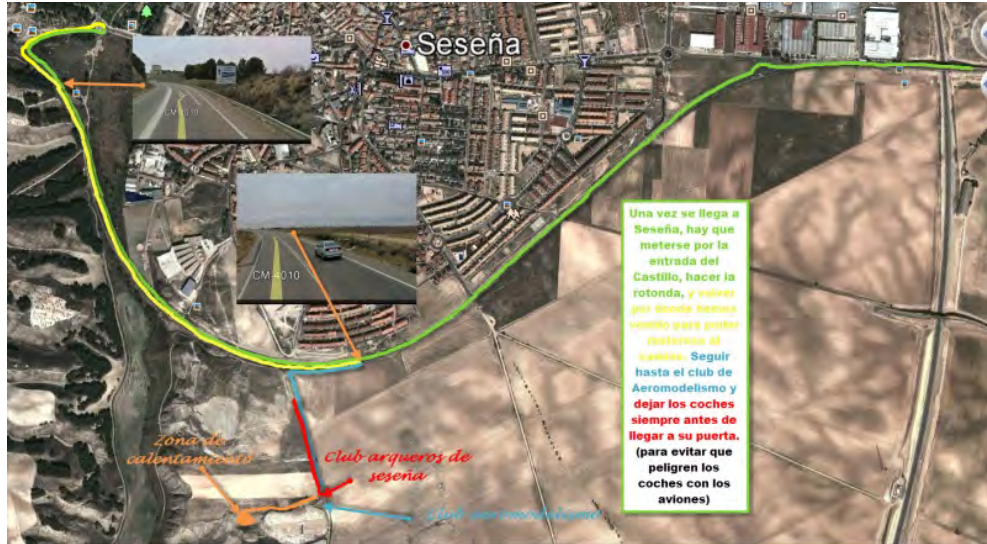 Seseña
CM-4010
CM-4010
Una vez se llega a
Seseña, hay que
meterse por la
entrada del
Castillo, hacer la
rotonda, y volver
por donde hemos
venido para poder
meternos al
camino. Seguir
hasta el club de
Aeromodelismo y
dejar los coches
siempre antes de
llegar a su puerta.
(para evitar que
peligren los
coches con los
aviones)
Zona de
calentamiento
Club arqueros de
seseña
Club aeromodelismo